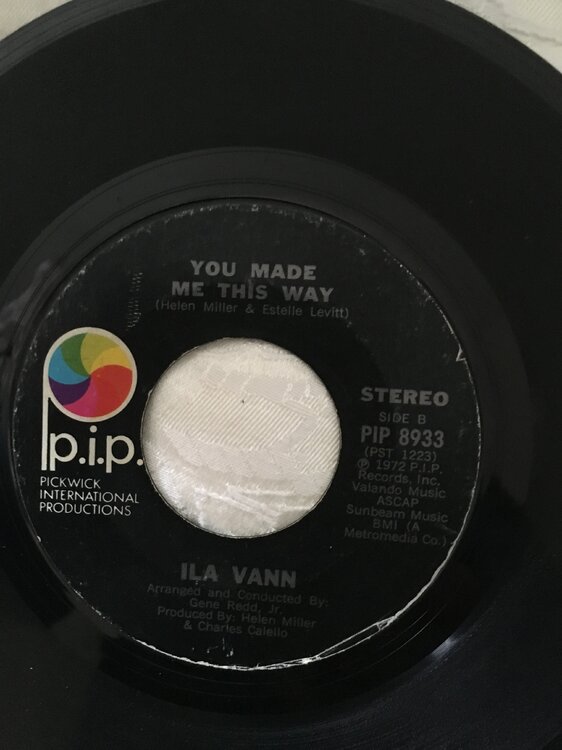 YOU MADE
ME THIS WAY
(Helen Miller & Estelle Levitt)
STEREO
SIDE B
PIP 8933
(PST 1223)
Ⓟ 1972 P.I.P.
Records, Inc.
Valando Music
ASCAP
Sunbeam Music
BMI (A
Metromedia Co.)
p.i.p.
PICKWICK
INTERNATIONAL
PRODUCTIONS
ILA VANN
Arranged and Conducted By:
Gene Redd, Jr.
Produced By: Helen Miller
& Charles Calello